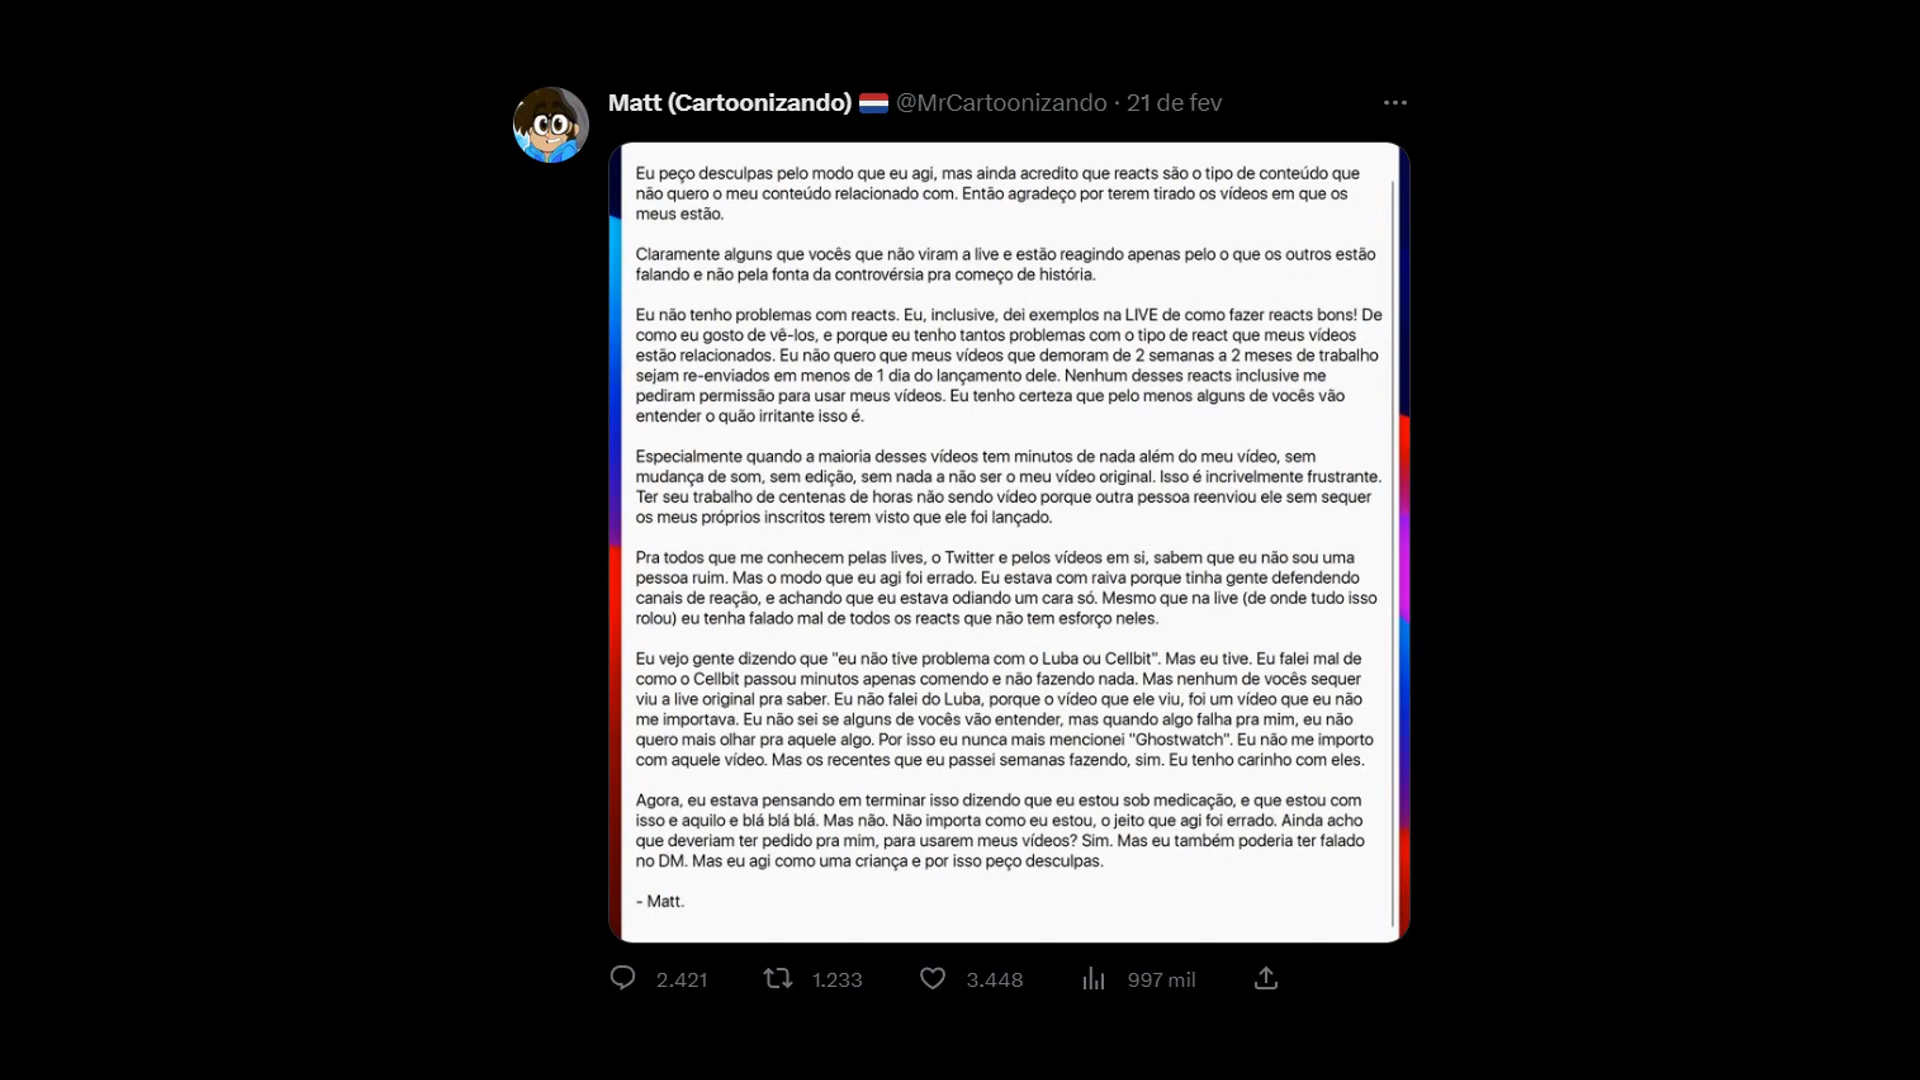 Matt (Cartoonizando) @MrCartoonizando · 21 de fev
Eu peço desculpas pelo modo que eu agi, mas ainda acredito que reacts são o tipo de conteúdo que
não quero o meu conteúdo relacionado com. Então agradeço por terem tirado os vídeos em que os
meus estão.
Claramente alguns que vocês que não viram a live e estão reagindo apenas pelo o que os outros estão
falando e não pela fonta da controvérsia pra começo de história.
Eu não tenho problemas com reacts. Eu, inclusive, dei exemplos na LIVE de como fazer reacts bons! De
como eu gosto de vê-los, e porque eu tenho tantos problemas com o tipo de react que meus vídeos
estão relacionados. Eu não quero que meus vídeos que demoram de 2 semanas a 2 meses de trabalho
sejam re-enviados em menos de 1 dia do lançamento dele. Nenhum desses reacts inclusive me
pediram permissão para usar meus vídeos. Eu tenho certeza que pelo menos alguns de vocês vão
entender o quão irritante isso é.
Especialmente quando a maioria desses vídeos tem minutos de nada além do meu vídeo, sem
mudança de som, sem edição, sem nada a não ser o meu vídeo original. Isso é incrivelmente frustrante.
Ter seu trabalho de centenas de horas não sendo vídeo porque outra pessoa reenviou ele sem sequer
os meus próprios inscritos terem visto que ele foi lançado.
Pra todos que me conhecem pelas lives, o Twitter e pelos vídeos em si, sabem que eu não sou uma
pessoa ruim. Mas o modo que eu agi foi errado. Eu estava com raiva porque tinha gente defendendo
canais de reação, e achando que eu estava odiando um cara só. Mesmo que na live (de onde tudo isso
rolou) eu tenha falado mal de todos os reacts que não tem esforço neles.
Eu vejo gente dizendo que "eu não tive problema com o Luba ou Cellbit". Mas eu tive. Eu falei mal de
como o Cellbit passou minutos apenas comendo e não fazendo nada. Mas nenhum de vocês sequer
viu a live original pra saber. Eu não falei do Luba, porque o vídeo que ele viu, foi um vídeo que eu não
me importava. Eu não sei se alguns de vocês vão entender, mas quando algo falha pra mim, eu não
quero mais olhar pra aquele algo. Por isso eu nunca mais mencionei "Ghostwatch". Eu não me importo
com aquele vídeo. Mas os recentes que eu passei semanas fazendo, sim. Eu tenho carinho com eles.
Agora, eu estava pensando em terminar isso dizendo que eu estou sob medicação, e que estou com
isso e aquilo e blá blá blá. Mas não. Não importa como eu estou, o jeito que agi foi errado. Ainda acho
que deveriam ter pedido pra mim, para usarem meus vídeos? Sim. Mas eu também poderia ter falado
no DM. Mas eu agi como uma criança e por isso peço desculpas.
- Matt.
2.421 1.233 3.448 997 mil